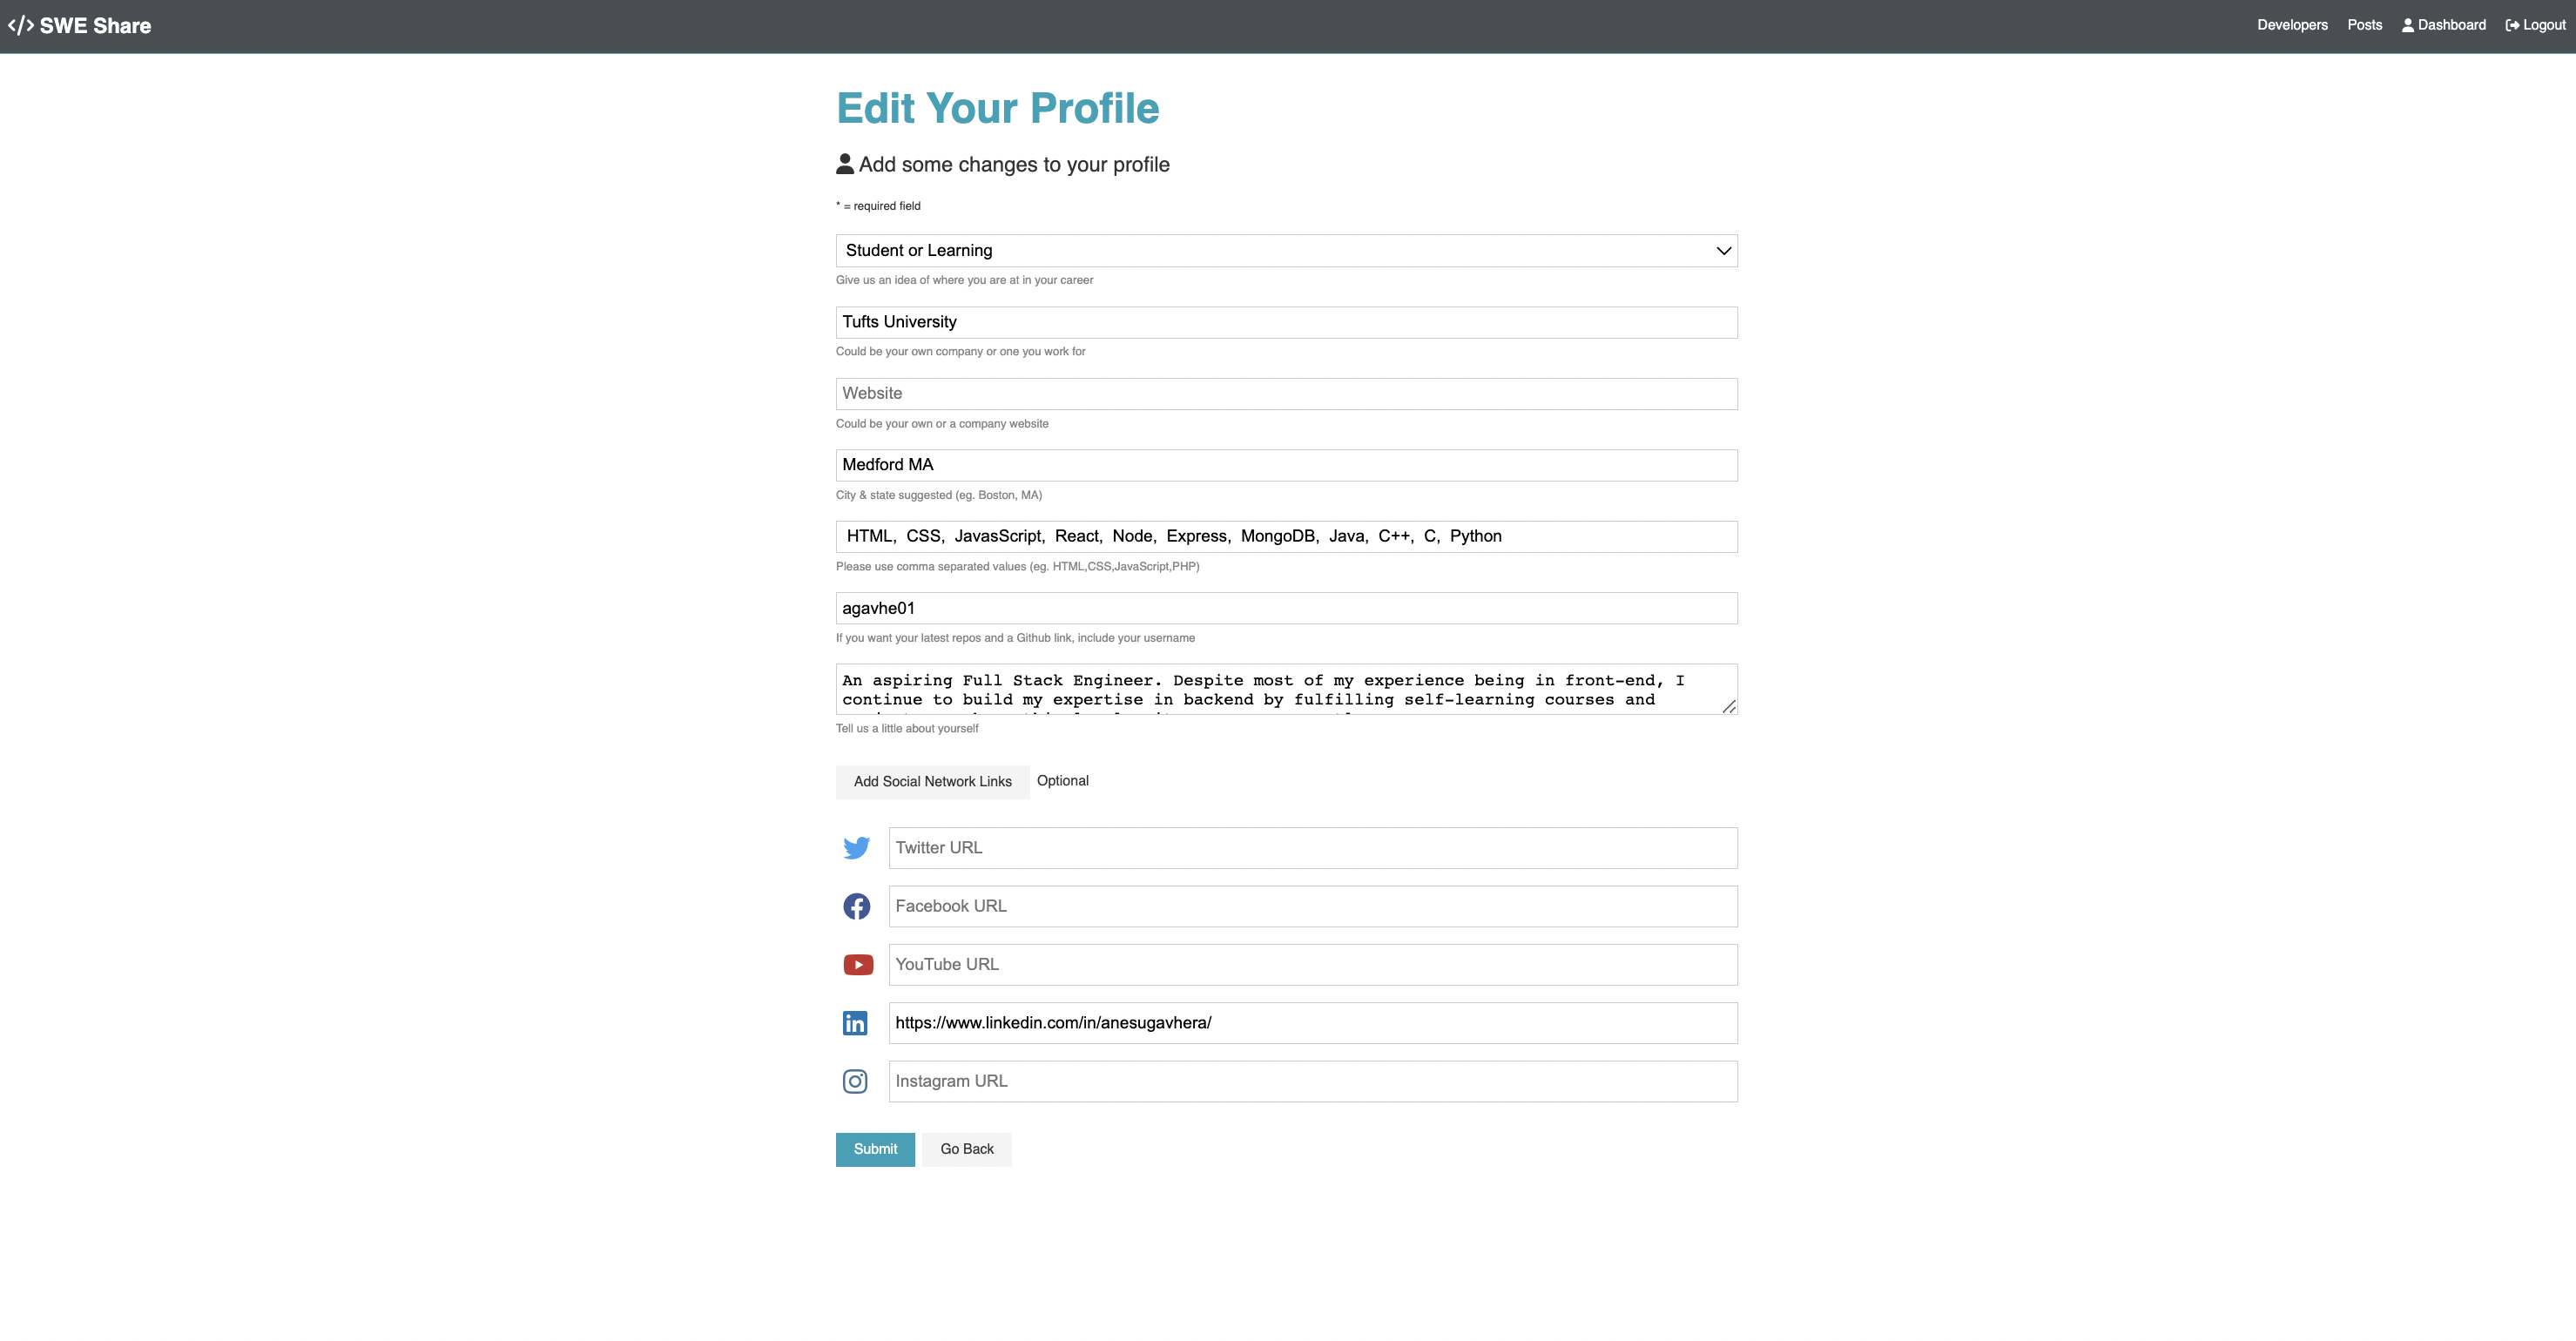 SWE Share
Developers Posts Dashboard Logout
Edit Your Profile
Add some changes to your profile
* = required field
Student or Learning
Give us an idea of where you are at in your career
Tufts University
Could be your own company or one you work for
Website
Could be your own or a company website
Medford MA
City & state suggested (eg. Boston, MA)
HTML, CSS, JavasScript, React, Node, Express, MongoDB, Java, C++, C, Python
Please use comma separated values (eg. HTML,CSS,JavaScript,PHP)
agavhe01
If you want your latest repos and a Github link, include your username
An aspiring Full Stack Engineer. Despite most of my experience being in front-end, I
continue to build my expertise in backend by fulfilling self-learning courses and
Tell us a little about yourself
Add Social Network Links Optional
Twitter URL
Facebook URL
YouTube URL
https://www.linkedin.com/in/anesugavhera/
Instagram URL
Submit Go Back